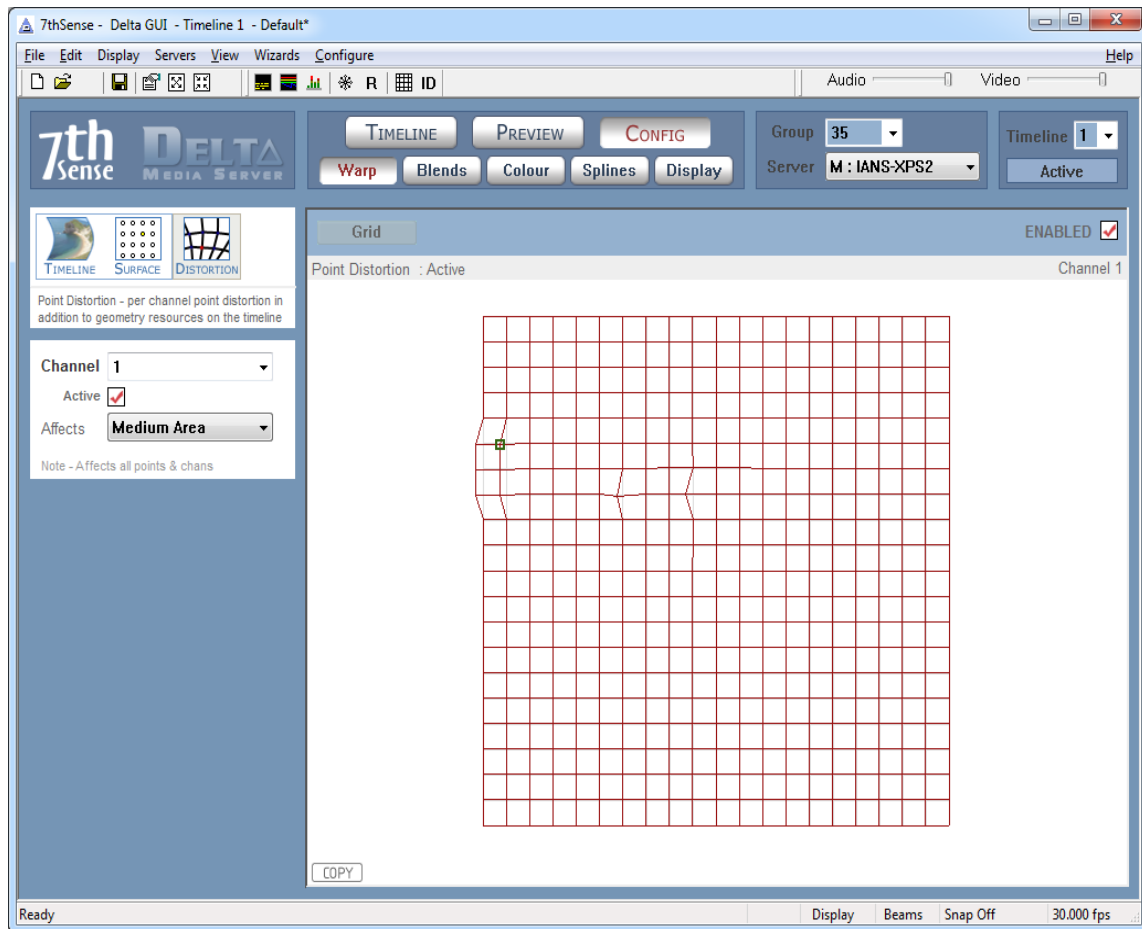 7thSense - Delta GUI - Timeline 1 - Default*
File Edit Display Servers View Wizards Configure Help
R ID Audio Video
7th Sense DELTA MEDIA SERVER
TIMELINE PREVIEW CONFIG
Warp Blends Colour Splines Display
Group 35
Server M : IANS-XPS2
Timeline 1
Active
TIMELINE SURFACE DISTORTION
Point Distortion - per channel point distortion in
addition to geometry resources on the timeline
Channel 1
Active
Affects Medium Area
Note - Affects all points & chans
Grid ENABLED
Point Distortion : Active Channel 1
COPY
Ready Display Beams Snap Off 30.000 fps